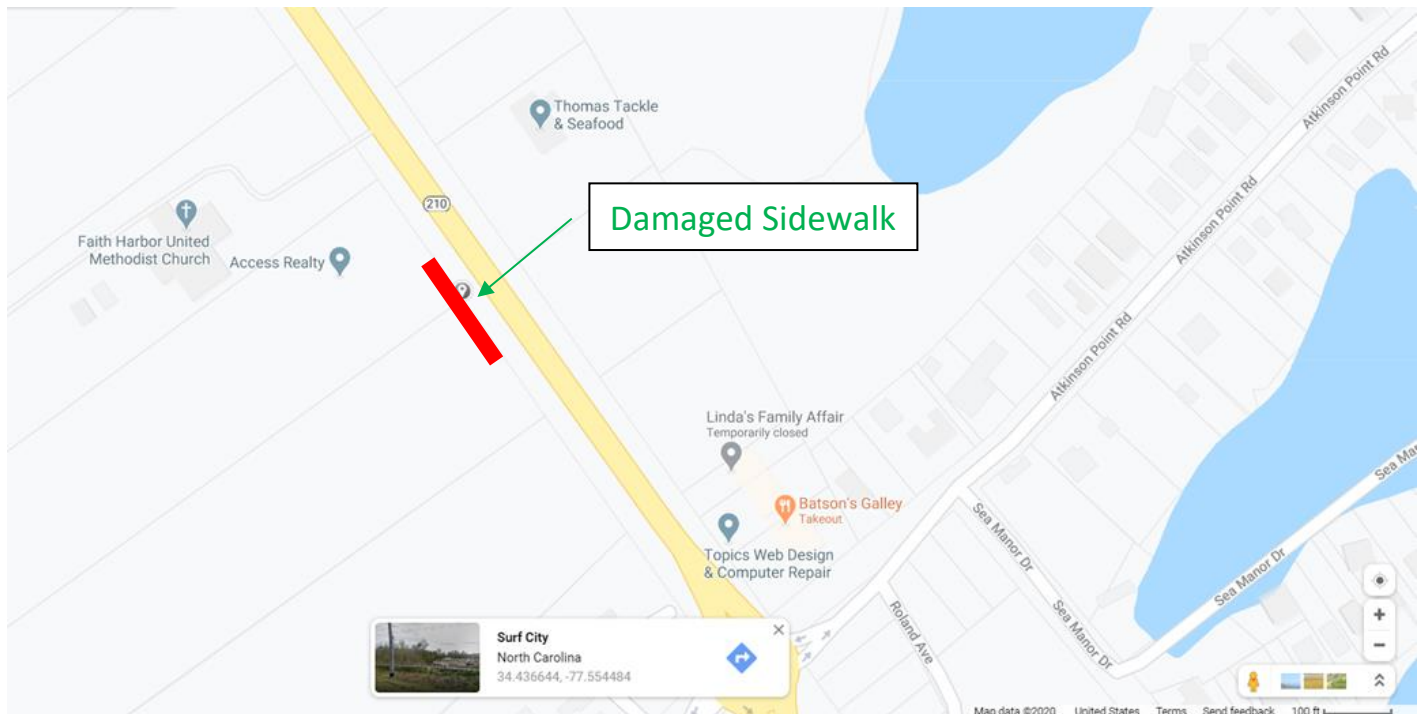 Atkinson Point Rd
Thomas Tackle
& Seafood
210
Damaged Sidewalk
Atkinson Point Rd
Faith Harbor United
Methodist Church
Access Realty
Atkinson Point Rd
Linda's Family Affair
Temporarily closed
Sea Mar
Batson's Galley
Takeout
Sea Manor Dr
Topics Web Design
& Computer Repair
Sea Manor Dr
Roland Ave
Sea Manor Dr
Surf City
North Carolina
34.436644, -77.554484
Map data ©2020 United States Terms Send feedback 100 ft